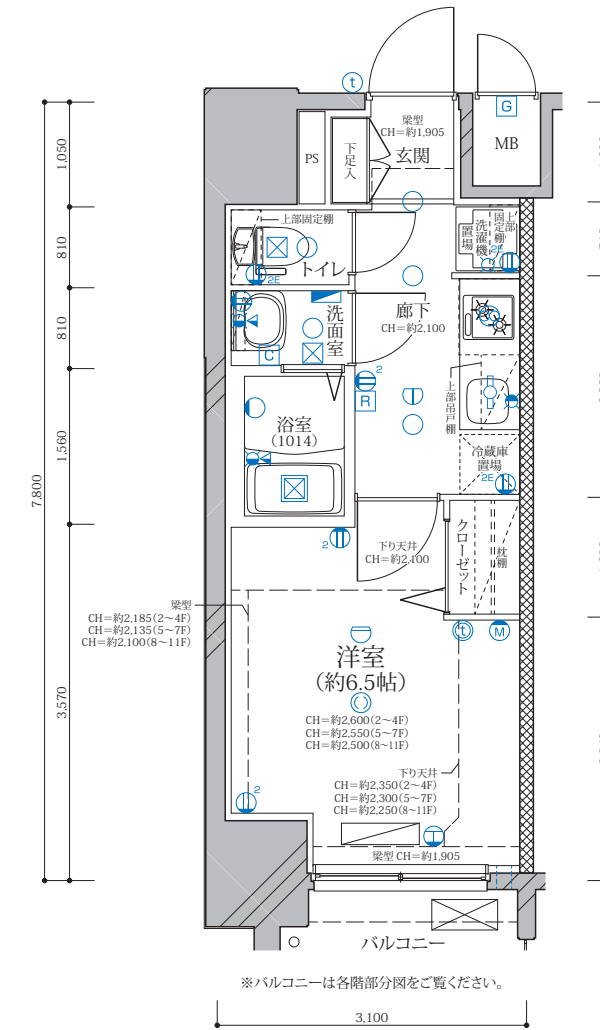 t
G
梁型
CH=約1,905
MB
PS
下足入
玄関
1,050
上部固定棚
上部固定棚
洗濯機置場
2E
トイレ
2E
810
廊下
CH=約2,100
洗面室
C
810
2
R
上部吊戸棚
浴室
(1014)
冷蔵庫
置場
2E
1,560
7,800
クローゼット
枕棚
2
下り天井
CH=約2,100
梁型
CH=約2,185(2〜4F)
CH=約2,135(5〜7F)
CH=約2,100(8〜11F)
t
M
洋室
(約6.5帖)
CH=約2,600(2〜4F)
CH=約2,550(5〜7F)
CH=約2,500(8〜11F)
3,570
下り天井
CH=約2,350(2〜4F)
CH=約2,300(5〜7F)
CH=約2,250(8〜11F)
2
梁型 CH=約1,905
バルコニー
※バルコニーは各階部分図をご覧ください。
3,100